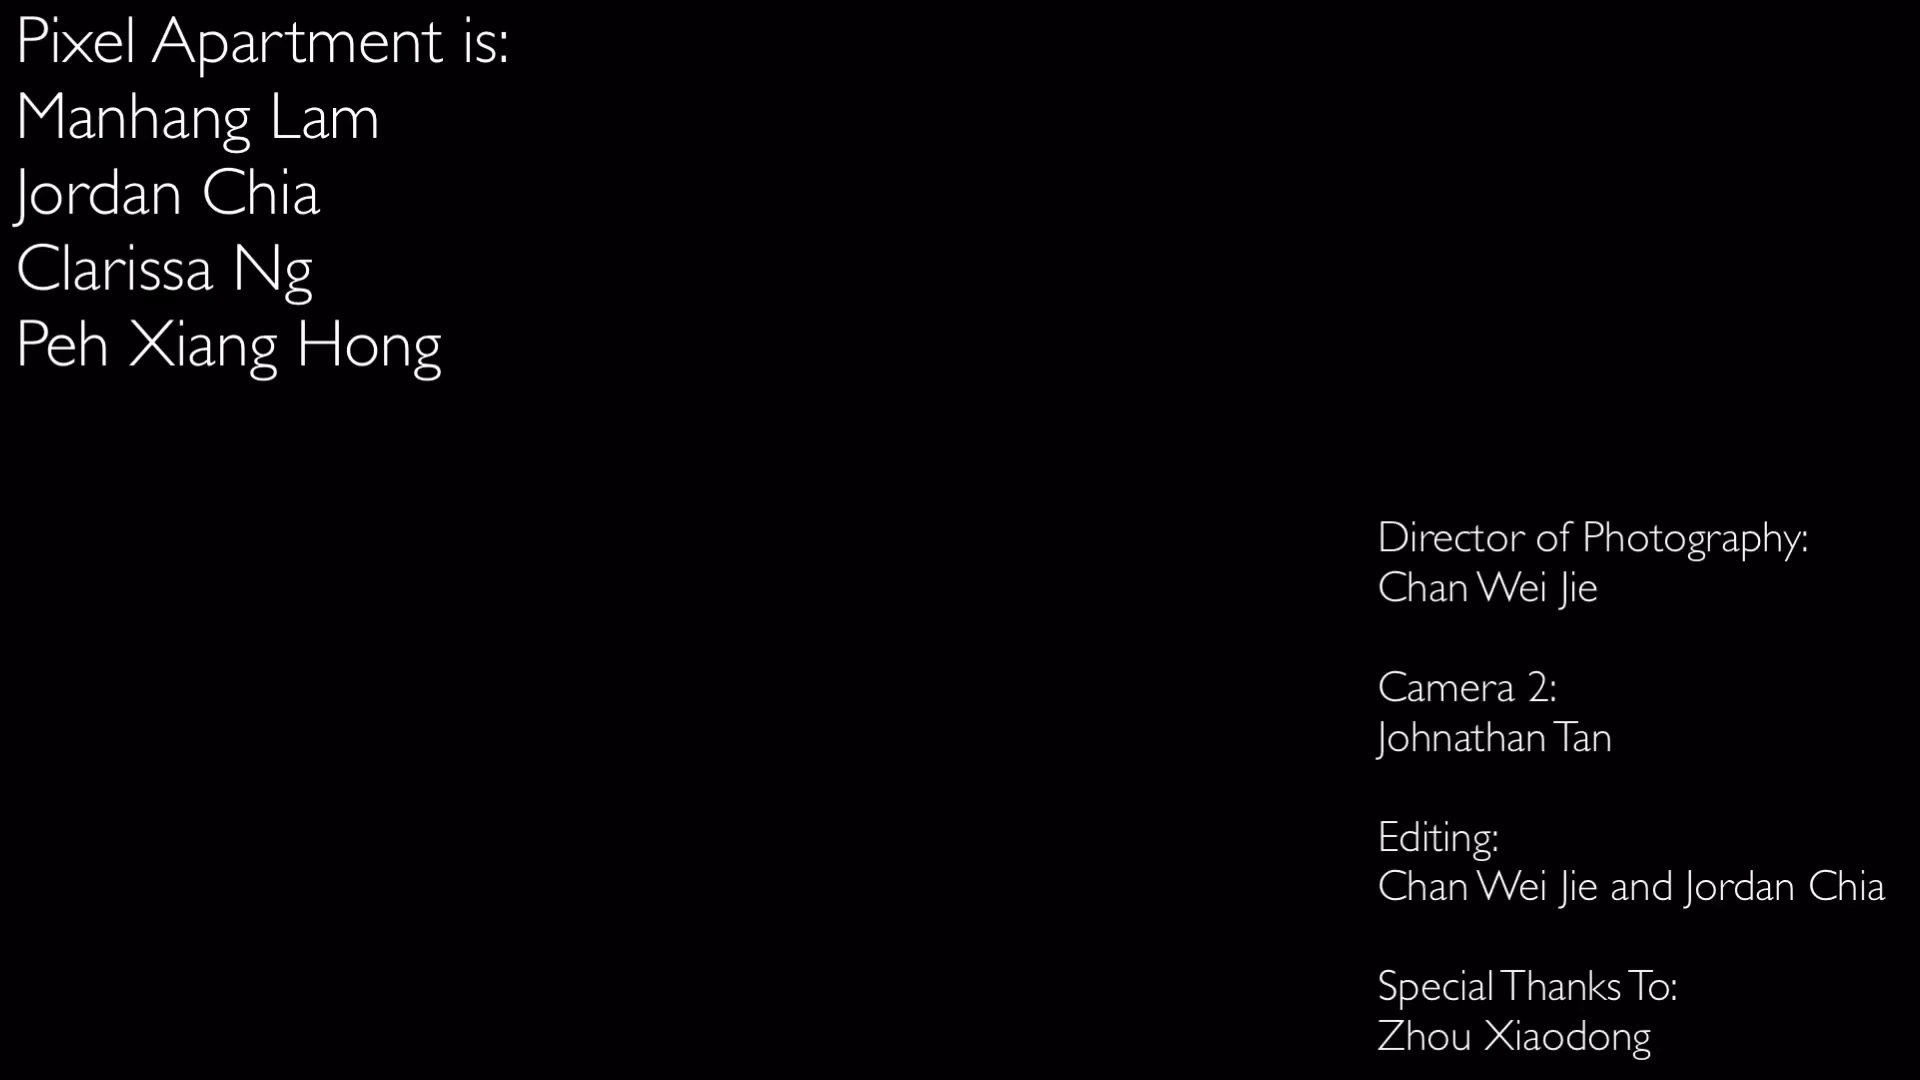 Pixel Apartment is:
Manhang Lam
Jordan Chia
Clarissa Ng
Peh Xiang Hong
Director of Photography:
Chan Wei Jie
Camera 2:
Johnathan Tan
Editing:
Chan Wei Jie and Jordan Chia
Special Thanks To:
Zhou Xiaodong